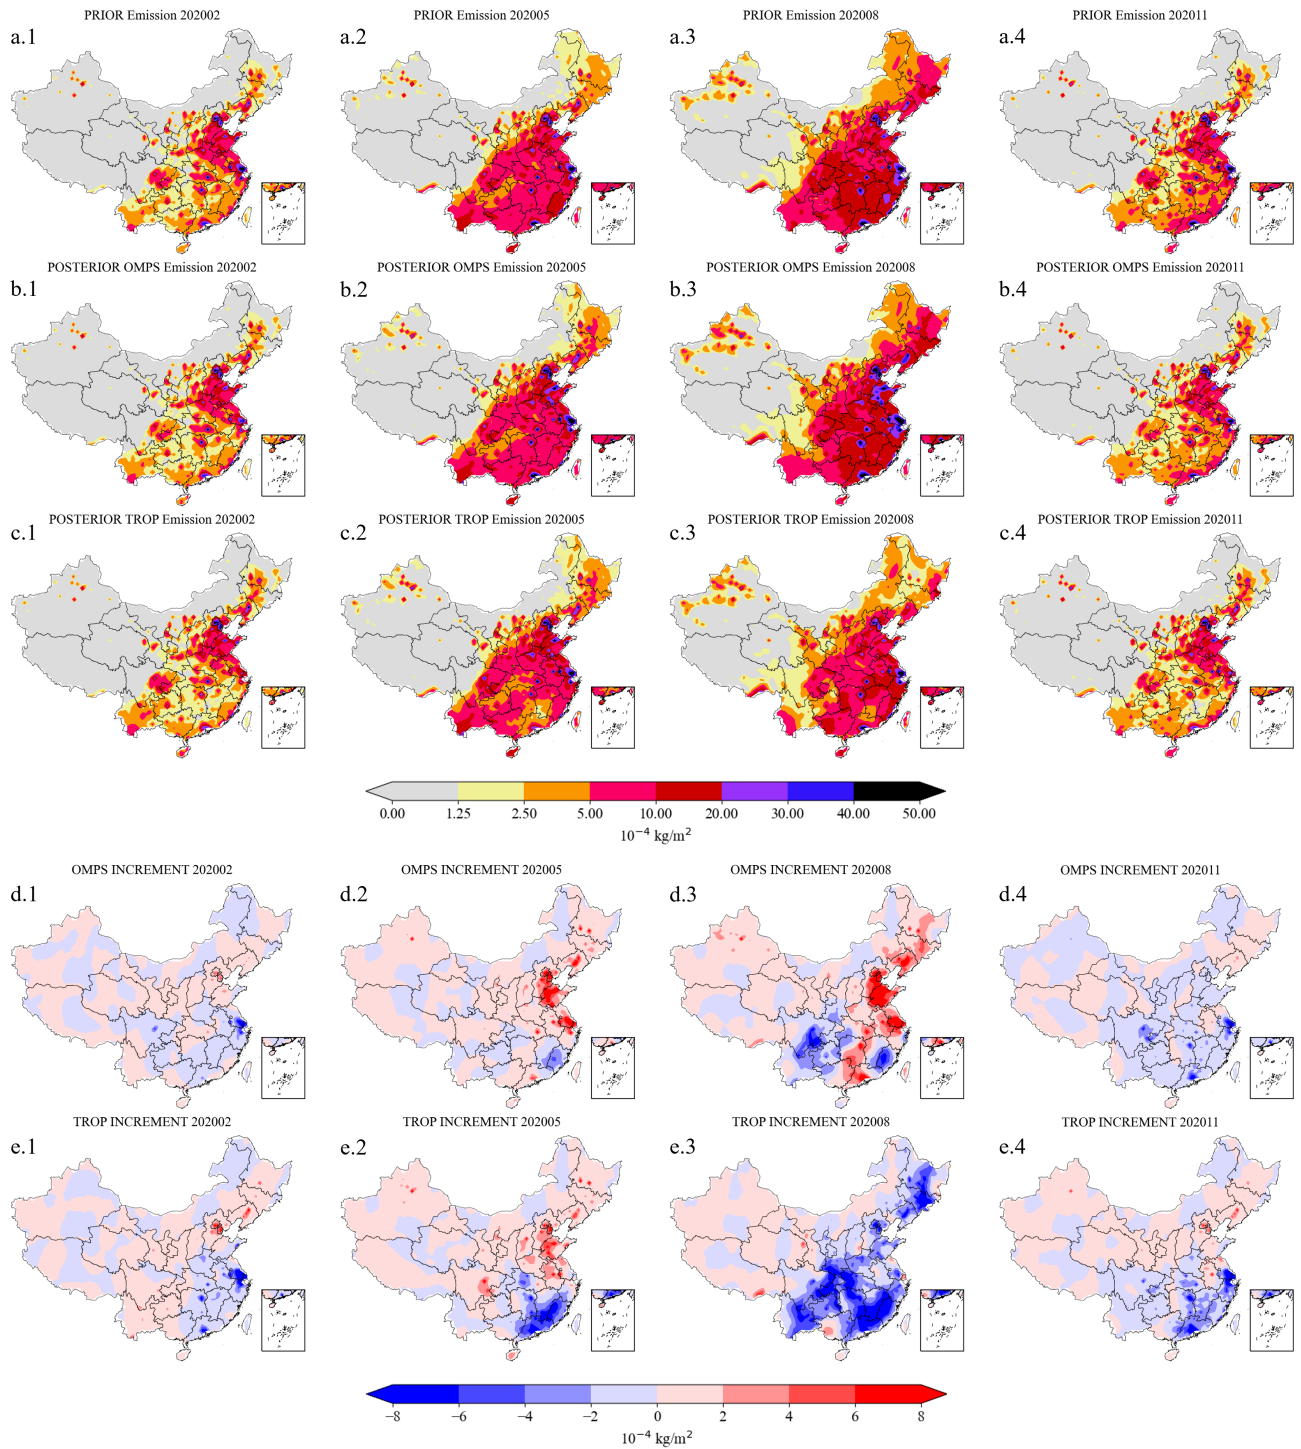 PRIOR Emission 202002
PRIOR Emission 202005
PRIOR Emission 202008
PRIOR Emission 202011
a.1
a.2
a.3
a.4
POSTERIOR OMPS Emission 202002
POSTERIOR OMPS Emission 202005
POSTERIOR OMPS Emission 202008
POSTERIOR OMPS Emission 202011
b.1
b.2
b.3
b.4
POSTERIOR TROP Emission 202002
POSTERIOR TROP Emission 202005
POSTERIOR TROP Emission 202008
POSTERIOR TROP Emission 202011
c.1
c.2
c.3
c.4
0.00 1.25 2.50 5.00 10.00 20.00 30.00 40.00 50.00
10⁻⁴ kg/m²
OMPS INCREMENT 202002
OMPS INCREMENT 202005
OMPS INCREMENT 202008
OMPS INCREMENT 202011
d.1
d.2
d.3
d.4
TROP INCREMENT 202002
TROP INCREMENT 202005
TROP INCREMENT 202008
TROP INCREMENT 202011
e.1
e.2
e.3
e.4
−8 −6 −4 −2 0 2 4 6 8
10⁻⁴ kg/m²